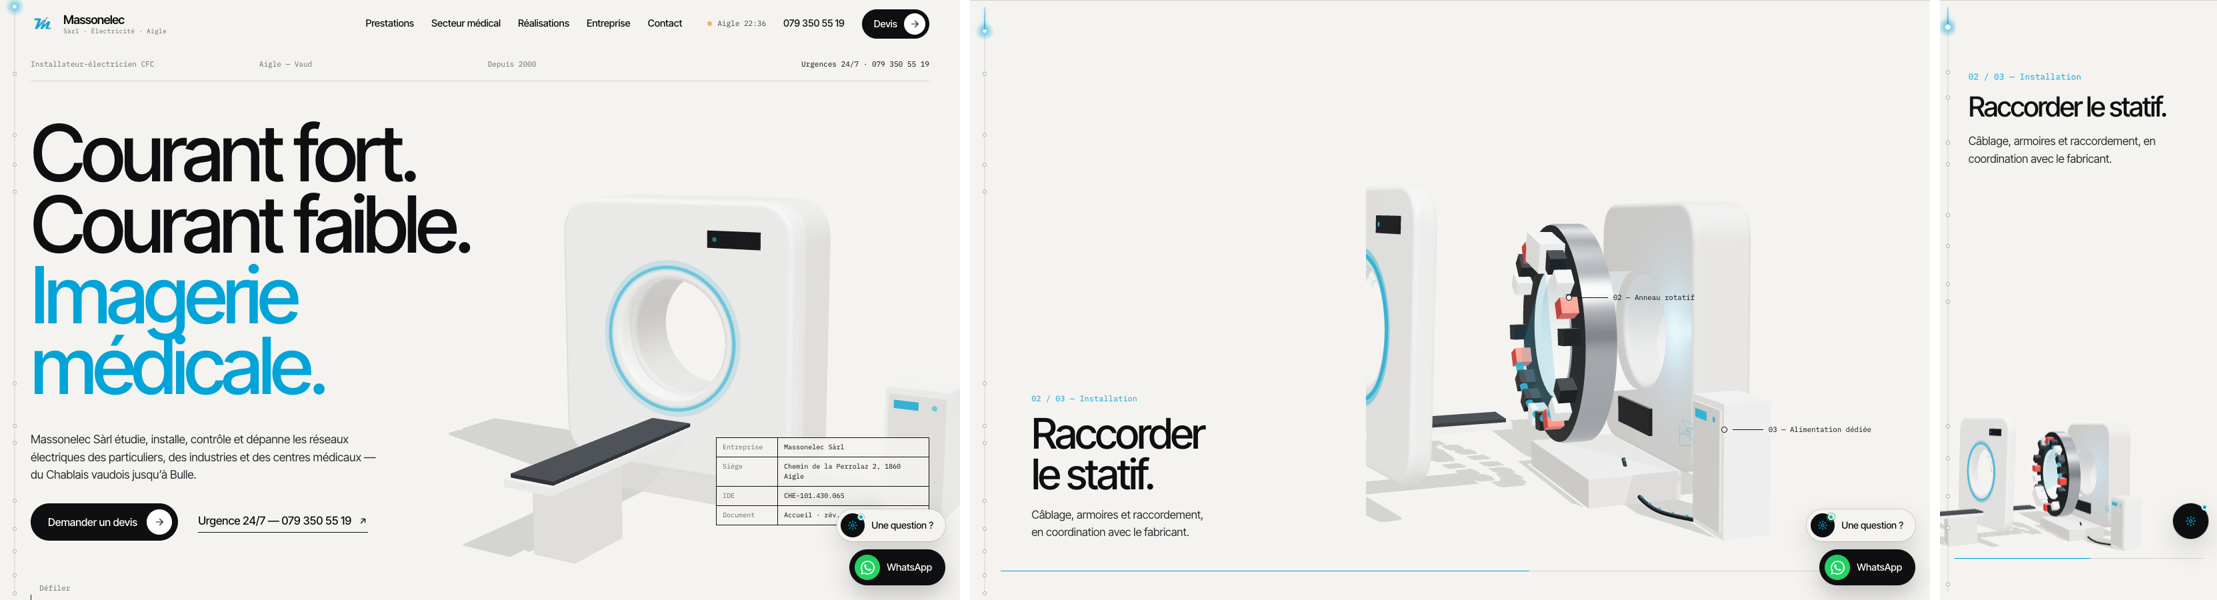 Massonelec
Sàrl · Électricité · Aigle
Prestations
Secteur médical
Réalisations
Entreprise
Contact
Aigle 22:36
079 350 55 19
Devis
Installateur-électricien CFC
Aigle — Vaud
Depuis 2000
Urgences 24/7 · 079 350 55 19
Courant fort.
Courant faible.
Imagerie
médicale.
Massonelec Sàrl étudie, installe, contrôle et dépanne les réseaux
électriques des particuliers, des industries et des centres médicaux —
du Chablais vaudois jusqu'à Bulle.
Demander un devis
Urgence 24/7 — 079 350 55 19
Entreprise Massonelec Sàrl
Siège Chemin de la Perrolaz 2, 1860
Aigle
IDE CHE-101.430.065
Document Accueil · rév.
Une question ?
WhatsApp
Défiler
02 — Anneau rotatif
03 — Alimentation dédiée
02 / 03 — Installation
Raccorder
le statif.
Câblage, armoires et raccordement,
en coordination avec le fabricant.
Une question ?
WhatsApp
02 / 03 — Installation
Raccorder le statif.
Câblage, armoires et raccordement, en
coordination avec le fabricant.